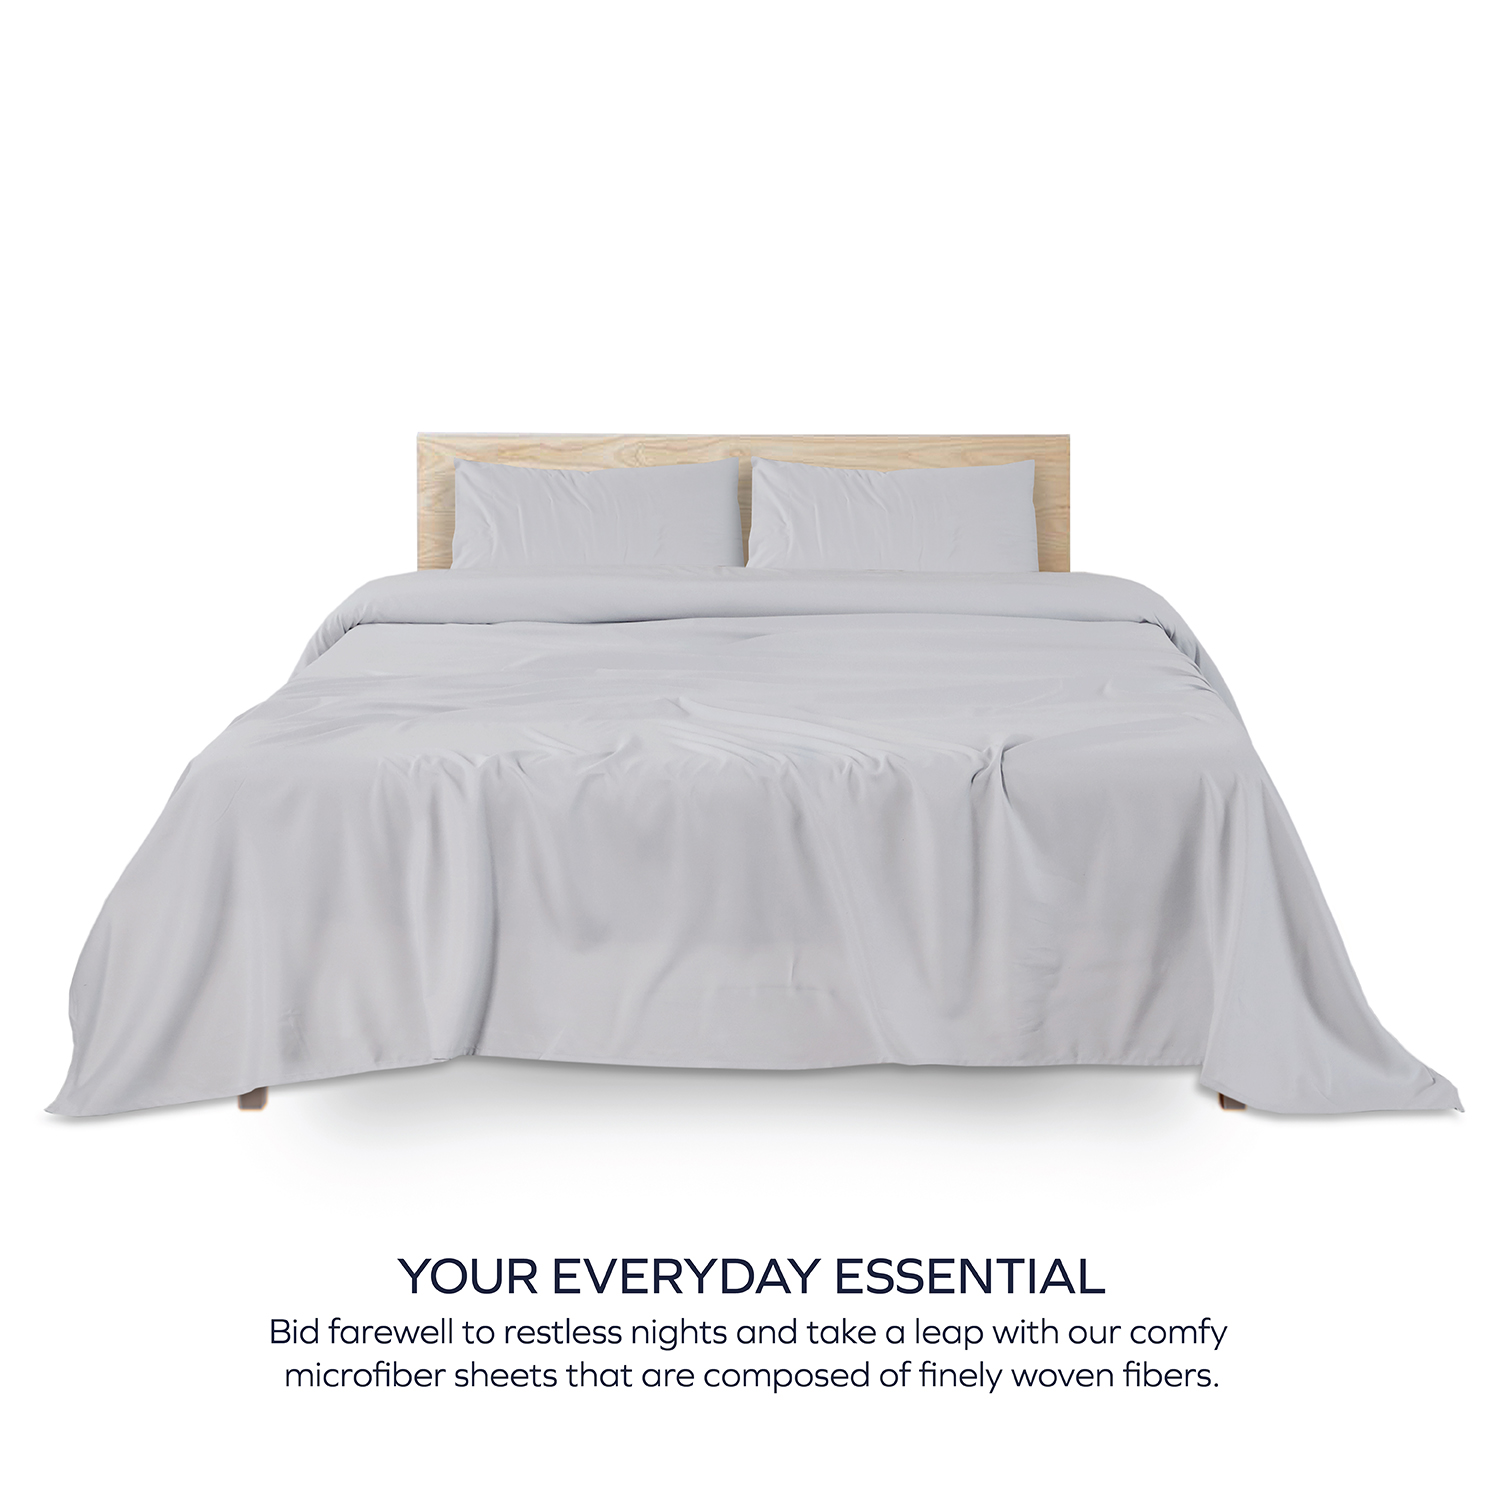 YOUR EVERYDAY ESSENTIAL
Bid farewell to restless nights and take a leap with our comfy
microfiber sheets that are composed of finely woven fibers.